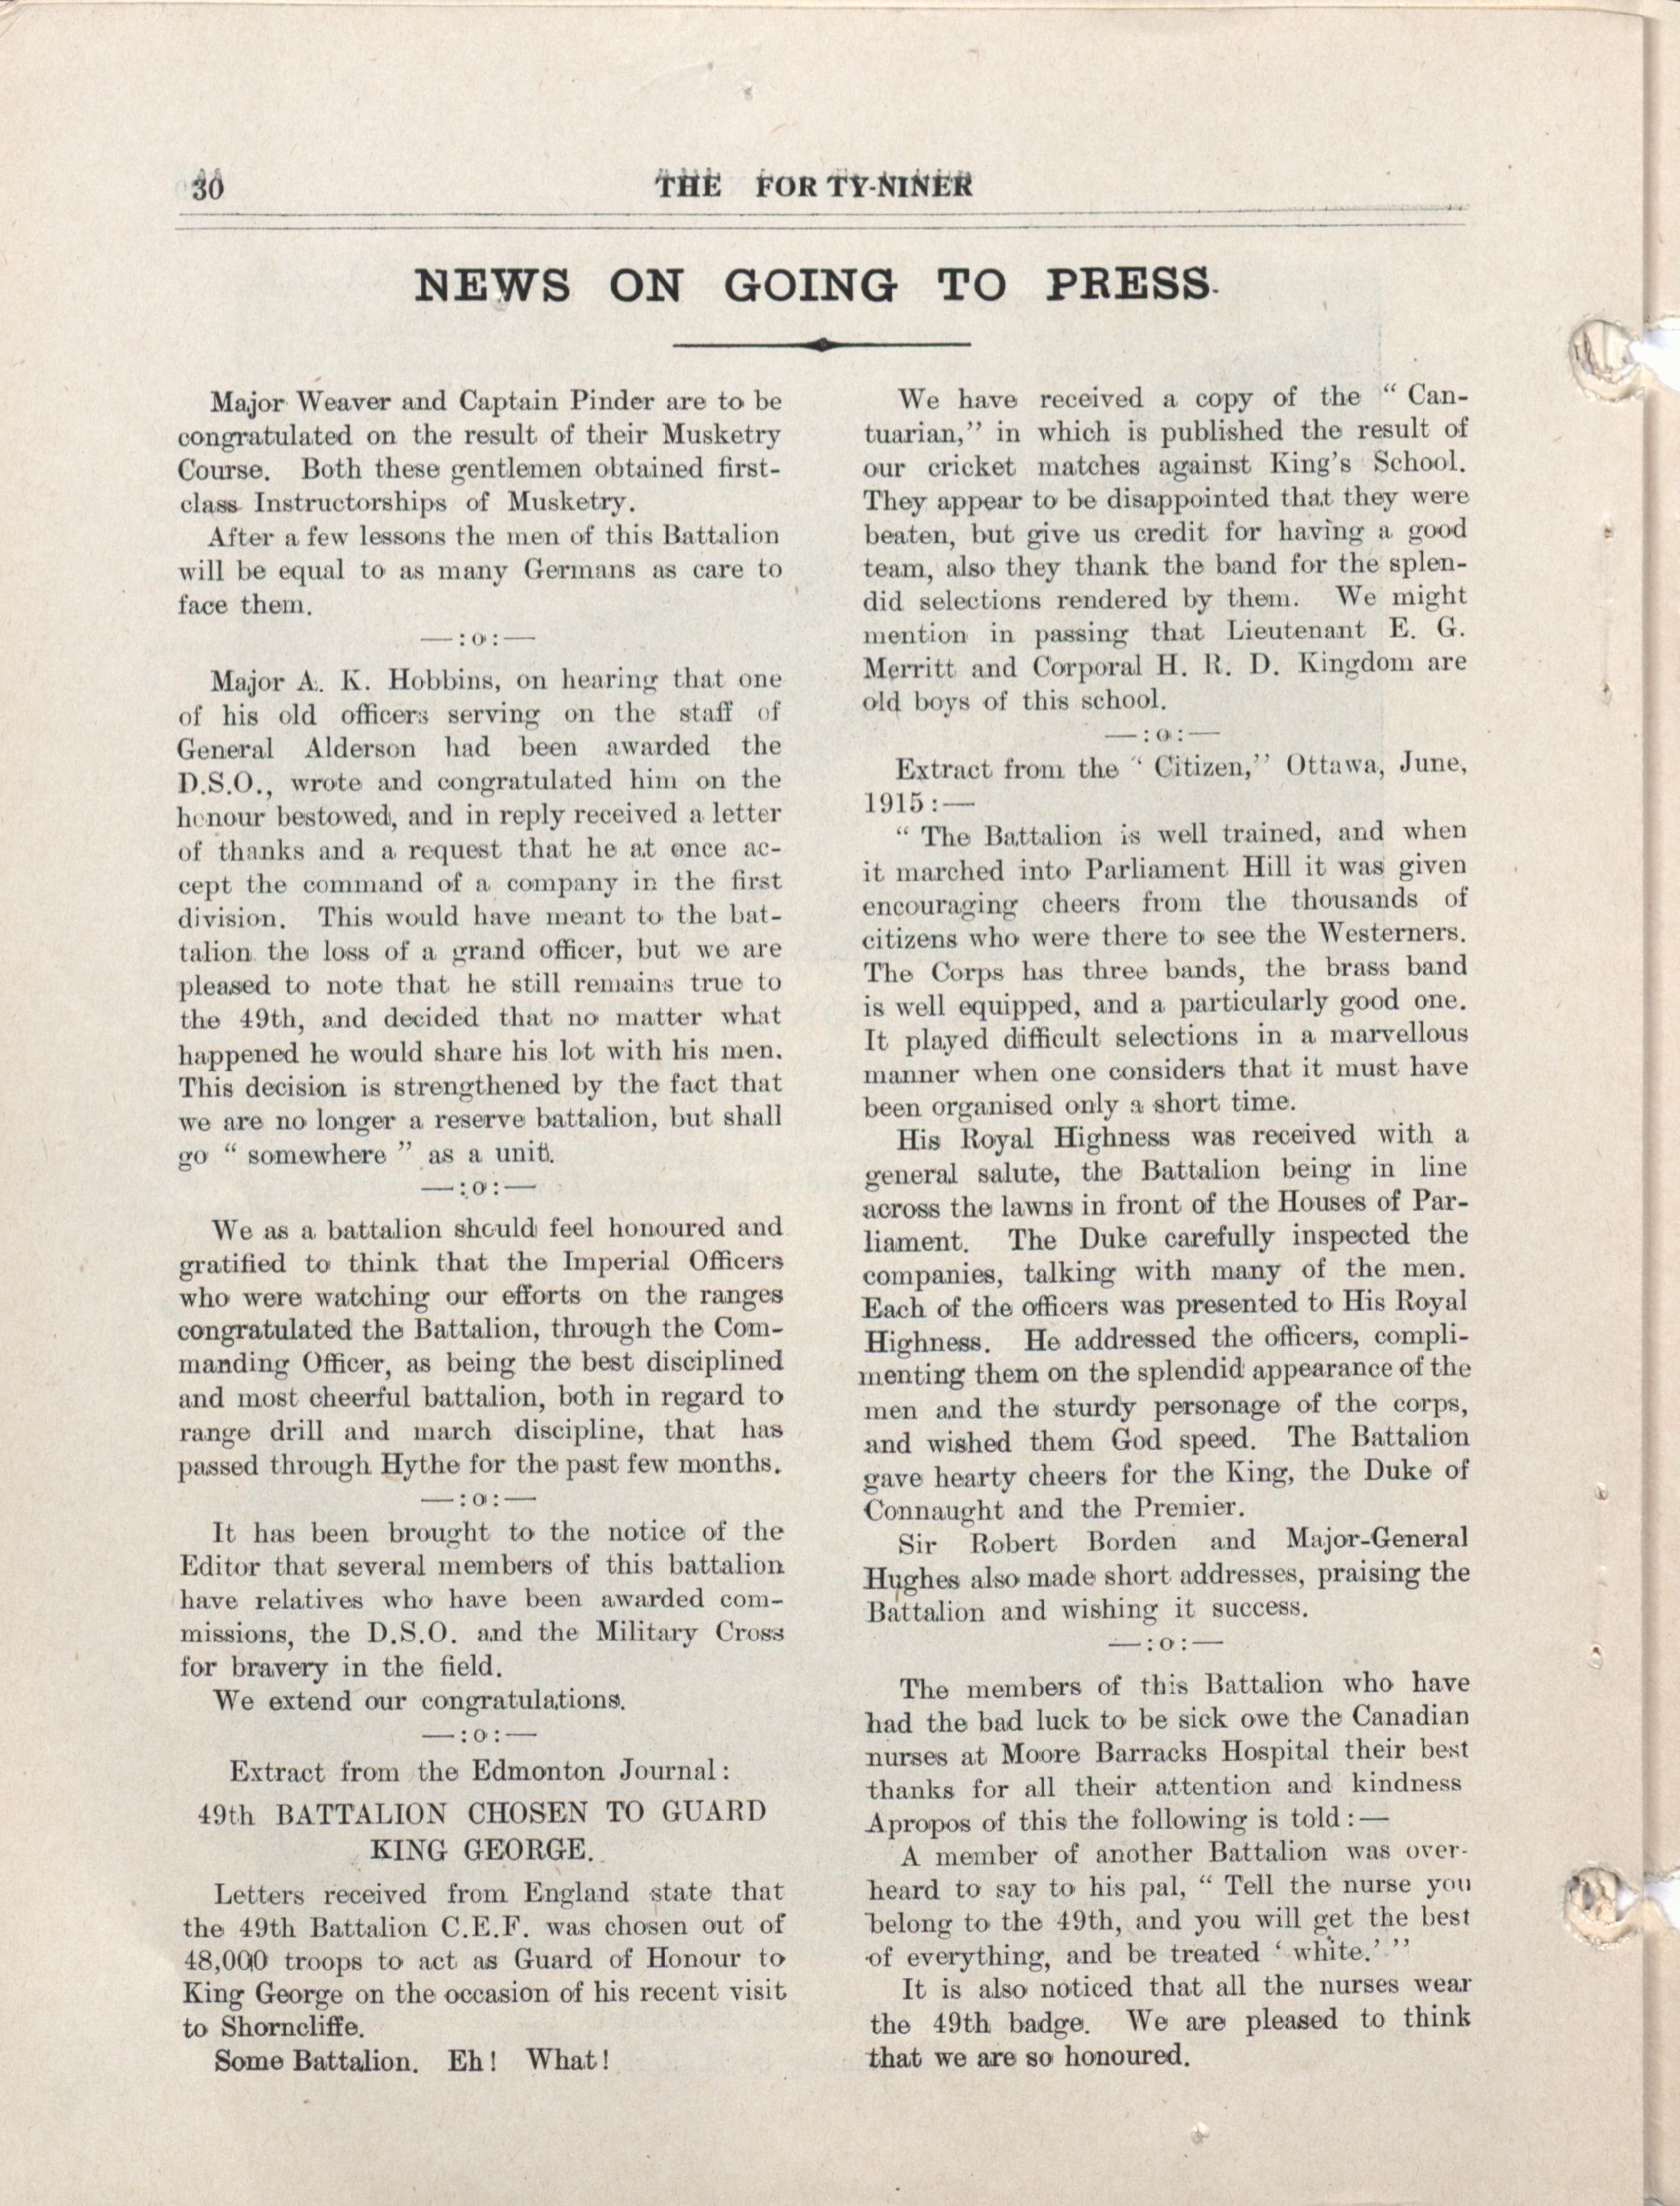 30
THE FORTY-NINER
NEWS ON GOING TO PRESS.
Major Weaver and Captain Pinder are to be
congratulated on the result of their Musketry
Course. Both these gentlemen obtained first-
class Instructorships of Musketry.
After a few lessons the men of this Battalion
will be equal to as many Germans as care to
face them.
—:o:—
Major A. K. Hobbins, on hearing that one
of his old officers serving on the staff of
General Alderson had been awarded the
D.S.O., wrote and congratulated him on the
honour bestowed, and in reply received a letter
of thanks and a request that he at once ac-
cept the command of a company in the first
division. This would have meant to the bat-
talion the loss of a grand officer, but we are
pleased to note that he still remains true to
the 49th, and decided that no matter what
happened he would share his lot with his men.
This decision is strengthened by the fact that
we are no longer a reserve battalion, but shall
go " somewhere " as a unit.
—:o:—
We as a battalion should feel honoured and
gratified to think that the Imperial Officers
who were watching our efforts on the ranges
congratulated the Battalion, through the Com-
manding Officer, as being the best disciplined
and most cheerful battalion, both in regard to
range drill and march discipline, that has
passed through Hythe for the past few months.
—:o:—
It has been brought to the notice of the
Editor that several members of this battalion
have relatives who have been awarded com-
missions, the D.S.O. and the Military Cross
for bravery in the field.
We extend our congratulations.
—:o:—
Extract from the Edmonton Journal:
49th BATTALION CHOSEN TO GUARD
KING GEORGE.
Letters received from England state that
the 49th Battalion C.E.F. was chosen out of
48,000 troops to act as Guard of Honour to
King George on the occasion of his recent visit
to Shorncliffe.
Some Battalion. Eh! What!
We have received a copy of the " Can-
tuarian," in which is published the result of
our cricket matches against King's School.
They appear to be disappointed that they were
beaten, but give us credit for having a good
team, also they thank the band for the splen-
did selections rendered by them. We might
mention in passing that Lieutenant E. G.
Merritt and Corporal H. R. D. Kingdom are
old boys of this school.
—:o:—
Extract from the " Citizen," Ottawa, June,
1915:—
" The Battalion is well trained, and when
it marched into Parliament Hill it was given
encouraging cheers from the thousands of
citizens who were there to see the Westerners.
The Corps has three bands, the brass band
is well equipped, and a particularly good one.
It played difficult selections in a marvellous
manner when one considers that it must have
been organised only a short time.
His Royal Highness was received with a
general salute, the Battalion being in line
across the lawns in front of the Houses of Par-
liament. The Duke carefully inspected the
companies, talking with many of the men.
Each of the officers was presented to His Royal
Highness. He addressed the officers, compli-
menting them on the splendid appearance of the
men and the sturdy personage of the corps,
and wished them God speed. The Battalion
gave hearty cheers for the King, the Duke of
Connaught and the Premier.
Sir Robert Borden and Major-General
Hughes also made short addresses, praising the
Battalion and wishing it success.
—:o:—
The members of this Battalion who have
had the bad luck to be sick owe the Canadian
nurses at Moore Barracks Hospital their best
thanks for all their attention and kindness
Apropos of this the following is told:—
A member of another Battalion was over-
heard to say to his pal, " Tell the nurse you
belong to the 49th, and you will get the best
of everything, and be treated ' white.' "
It is also noticed that all the nurses wear
the 49th badge. We are pleased to think
that we are so honoured.